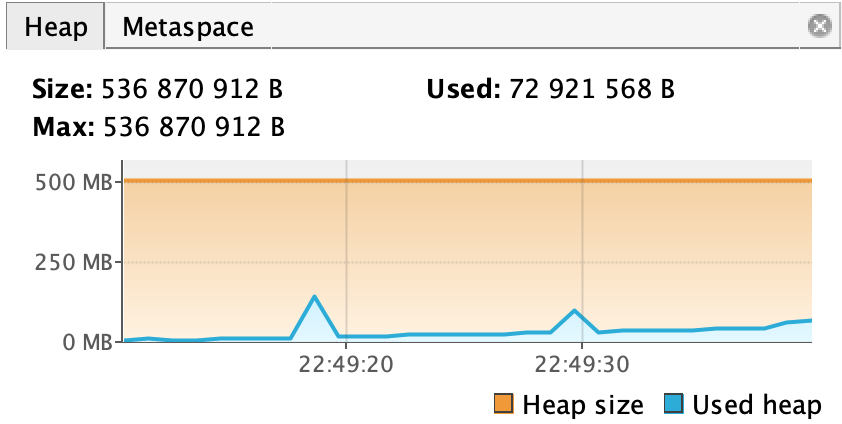 Heap Metaspace
Size: 536 870 912 B Used: 72 921 568 B
Max: 536 870 912 B
500 MB
250 MB
0 MB
22:49:20 22:49:30
Heap size Used heap